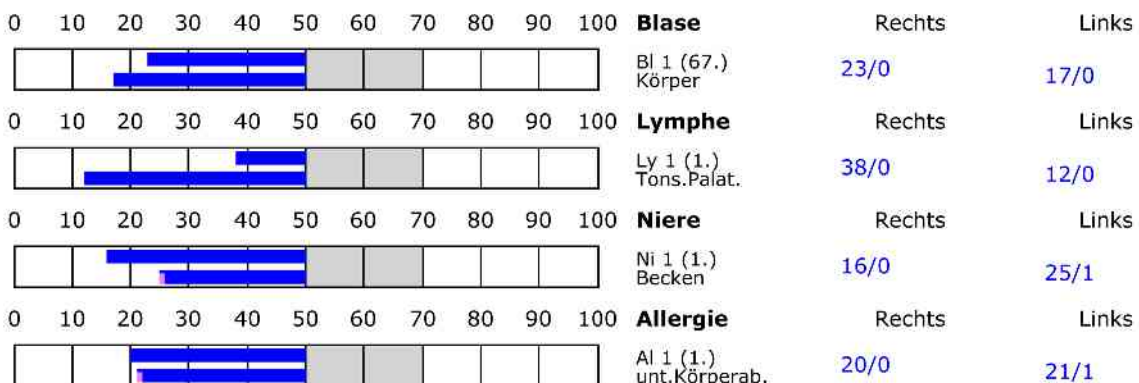 0 10 20 30 40 50 60 70 80 90 100 Blase Rechts Links
Bl 1 (67.) 23/0 17/0
Körper
0 10 20 30 40 50 60 70 80 90 100 Lymphe Rechts Links
Ly 1 (1.) 38/0 12/0
Tons.Palat.
0 10 20 30 40 50 60 70 80 90 100 Niere Rechts Links
Ni 1 (1.) 16/0 25/1
Becken
0 10 20 30 40 50 60 70 80 90 100 Allergie Rechts Links
Al 1 (1.) 20/0 21/1
unt.Körperab.